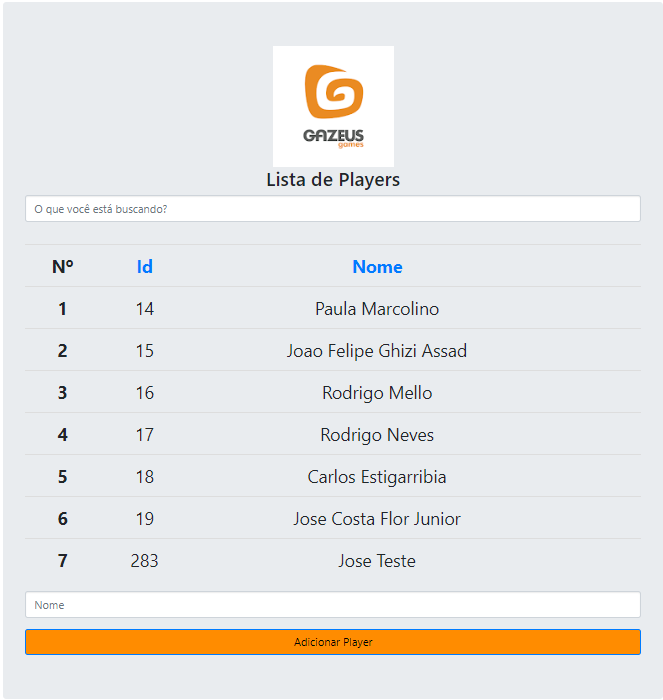 GAZEUS
games
Lista de Players
O que você está buscando?
Nº Id Nome
1 14 Paula Marcolino
2 15 Joao Felipe Ghizi Assad
3 16 Rodrigo Mello
4 17 Rodrigo Neves
5 18 Carlos Estigarribia
6 19 Jose Costa Flor Junior
7 283 Jose Teste
Nome
Adicionar Player